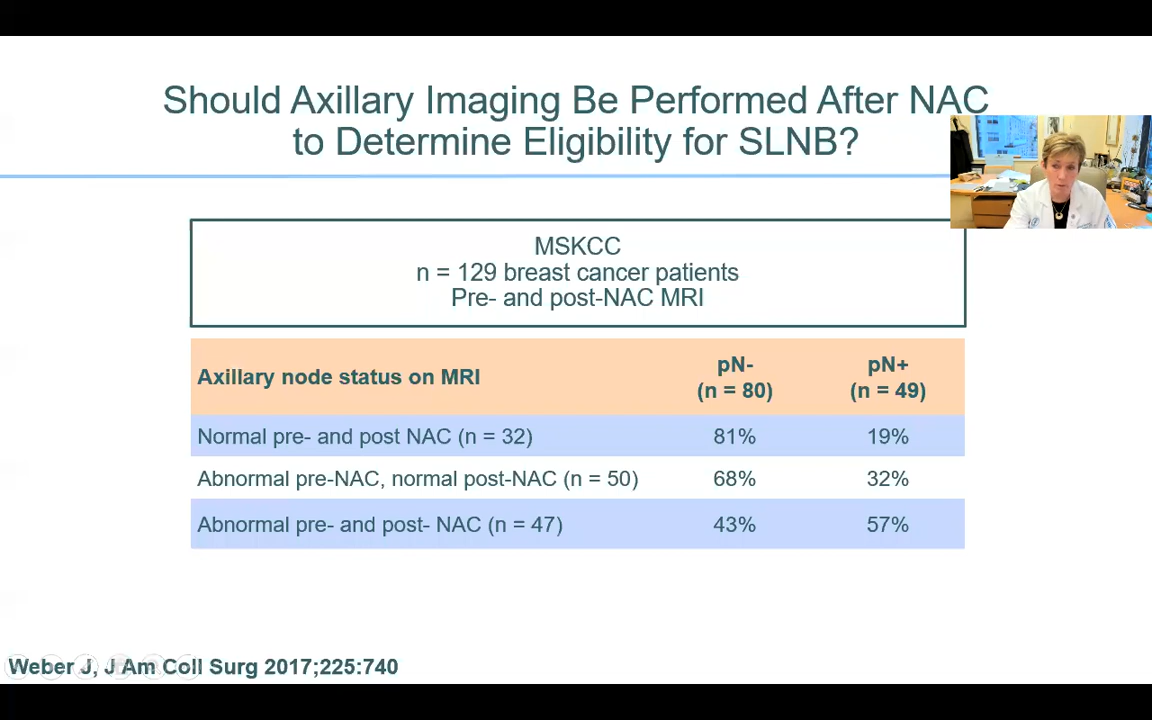 Should Axillary Imaging Be Performed After NAC
to Determine Eligibility for SLNB?
MSKCC
n = 129 breast cancer patients
Pre- and post-NAC MRI
Axillary node status on MRI
pN-
(n = 80)
pN+
(n = 49)
Normal pre- and post NAC (n = 32) 81% 19%
Abnormal pre-NAC, normal post-NAC (n = 50) 68% 32%
Abnormal pre- and post- NAC (n = 47) 43% 57%
Weber J, J Am Coll Surg 2017;225:740